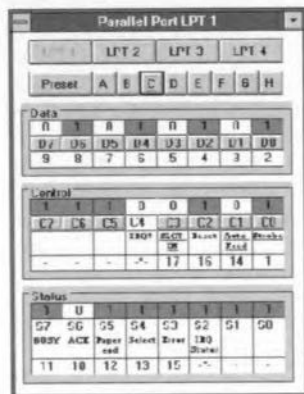 Parallel Port LPT 1
LPT 1 LPT 2 LPT 3 LPT 4
Preset A B C D E F G H
Data
0 1 0 1 0 1 0 1
D7 D6 D5 D4 D3 D2 D1 D0
9 8 7 6 5 4 3 2
Control
1 1 1 0 0 1 0 1
C7 C6 C5 C4 C3 C2 C1 C0
IRQ? SLCT IN Reset Auto Feed Strobe
- - - -*- 17 16 14 1
Status
1 0 1 1 1 1 1 1
S7 S6 S5 S4 S3 S2 S1 S0
BUSY ACK Paper end Select Error IRQ Status
11 10 12 13 15 -*- - -